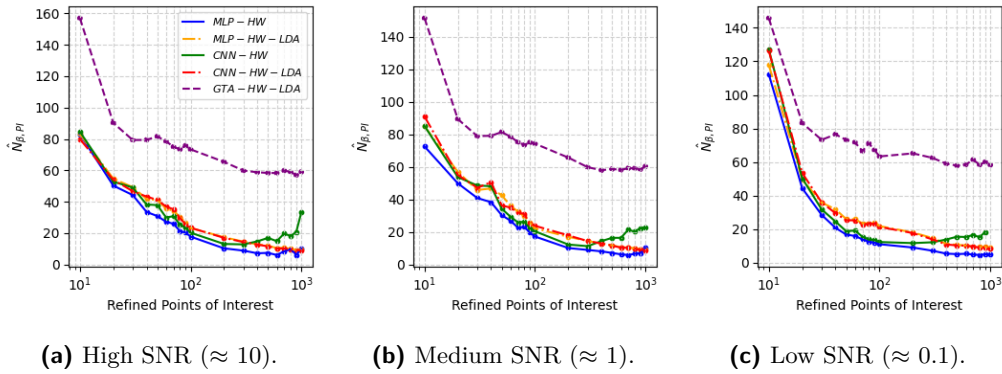 160
140
120
100
80
60
40
20
0
N̂β,PI
MLP − HW
MLP − HW − LDA
CNN − HW
CNN − HW − LDA
GTA − HW − LDA
10¹ 10² 10³
Refined Points of Interest
140
120
100
80
60
40
20
0
N̂β,PI
10¹ 10² 10³
Refined Points of Interest
140
120
100
80
60
40
20
0
N̂β,PI
10¹ 10² 10³
Refined Points of Interest
(a) High SNR (≈ 10).
(b) Medium SNR (≈ 1).
(c) Low SNR (≈ 0.1).